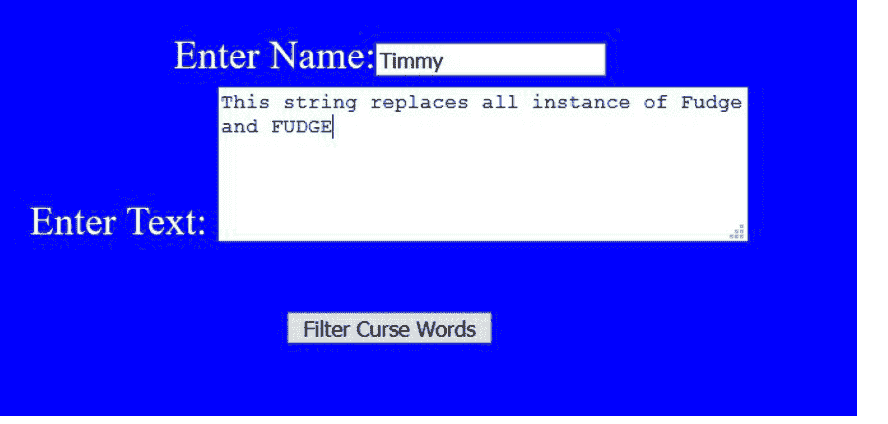 Enter Name: Timmy
This string replaces all instance of Fudge
and FUDGE
Enter Text:
Filter Curse Words